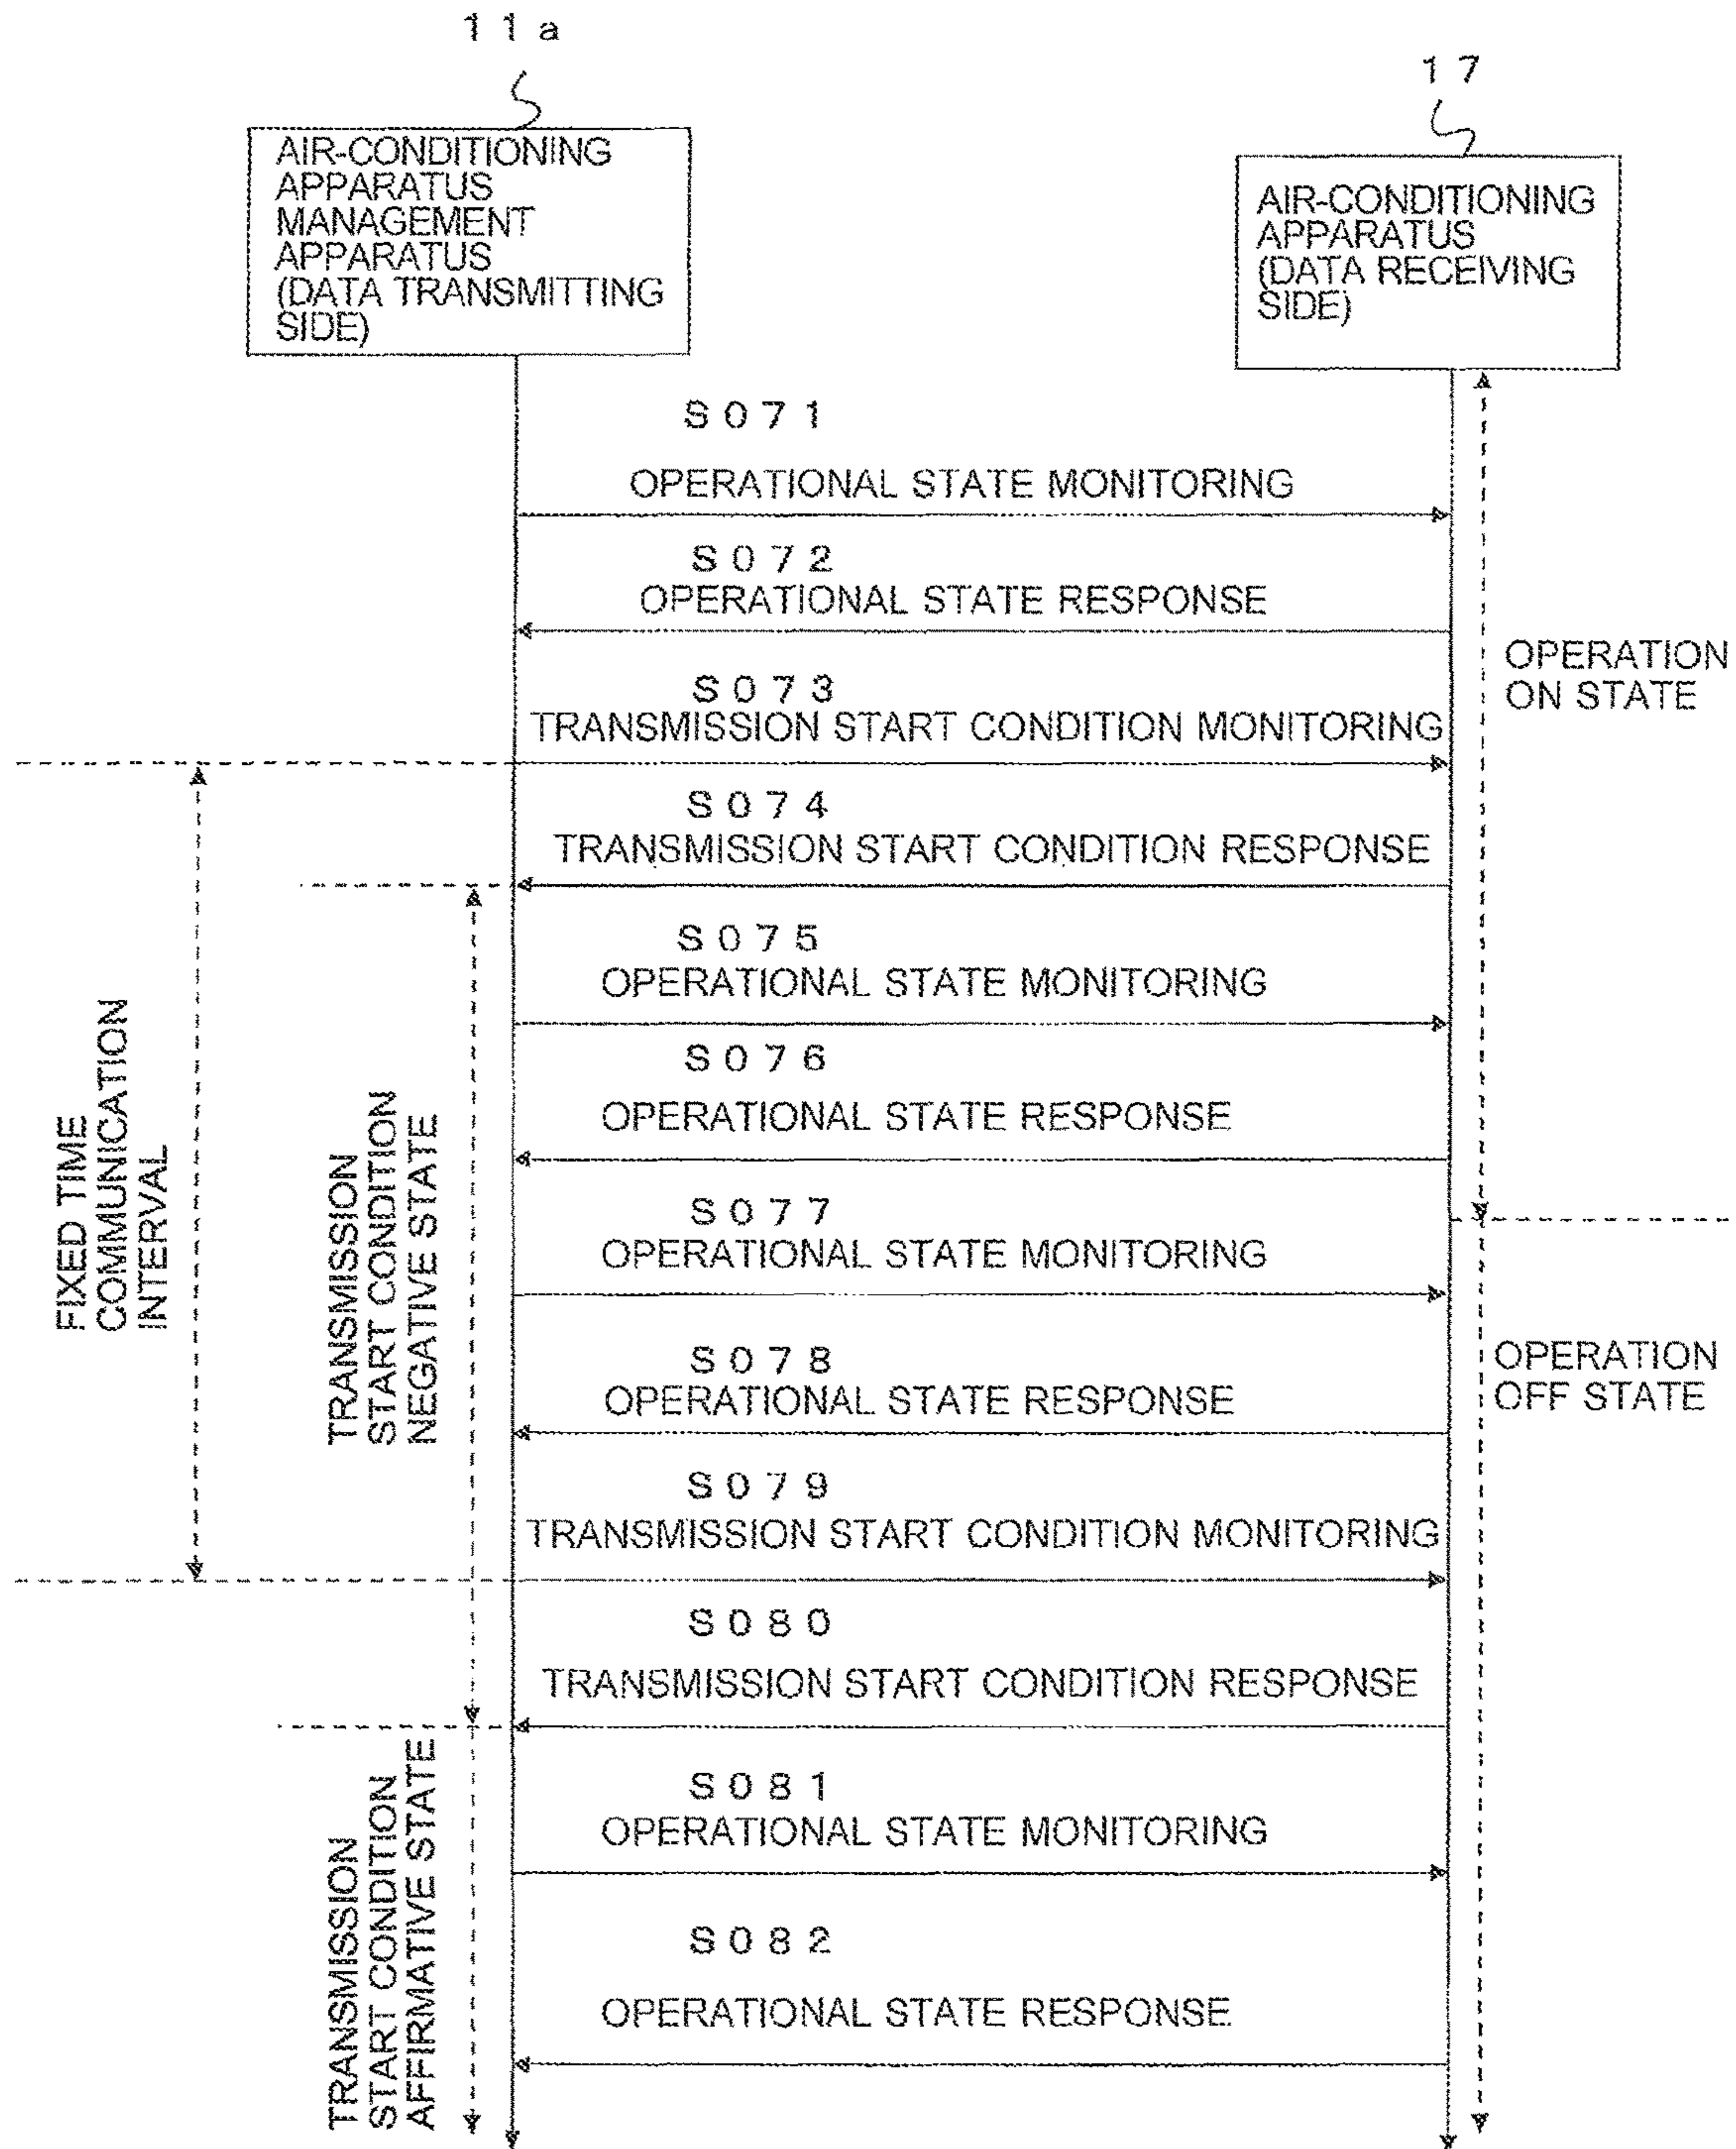 11a
17
AIR-CONDITIONING
APPARATUS
MANAGEMENT
APPARATUS
(DATA TRANSMITTING
SIDE)
AIR-CONDITIONING
APPARATUS
(DATA RECEIVING
SIDE)
S071
OPERATIONAL STATE MONITORING
S072
OPERATIONAL STATE RESPONSE
OPERATION
ON STATE
S073
TRANSMISSION START CONDITION MONITORING
S074
TRANSMISSION START CONDITION RESPONSE
S075
OPERATIONAL STATE MONITORING
S076
OPERATIONAL STATE RESPONSE
FIXED TIME
COMMUNICATION
INTERVAL
TRANSMISSION
START CONDITION
NEGATIVE STATE
S077
OPERATIONAL STATE MONITORING
S078
OPERATIONAL STATE RESPONSE
OPERATION
OFF STATE
S079
TRANSMISSION START CONDITION MONITORING
S080
TRANSMISSION START CONDITION RESPONSE
S081
OPERATIONAL STATE MONITORING
TRANSMISSION
START CONDITION
AFFIRMATIVE STATE
S082
OPERATIONAL STATE RESPONSE